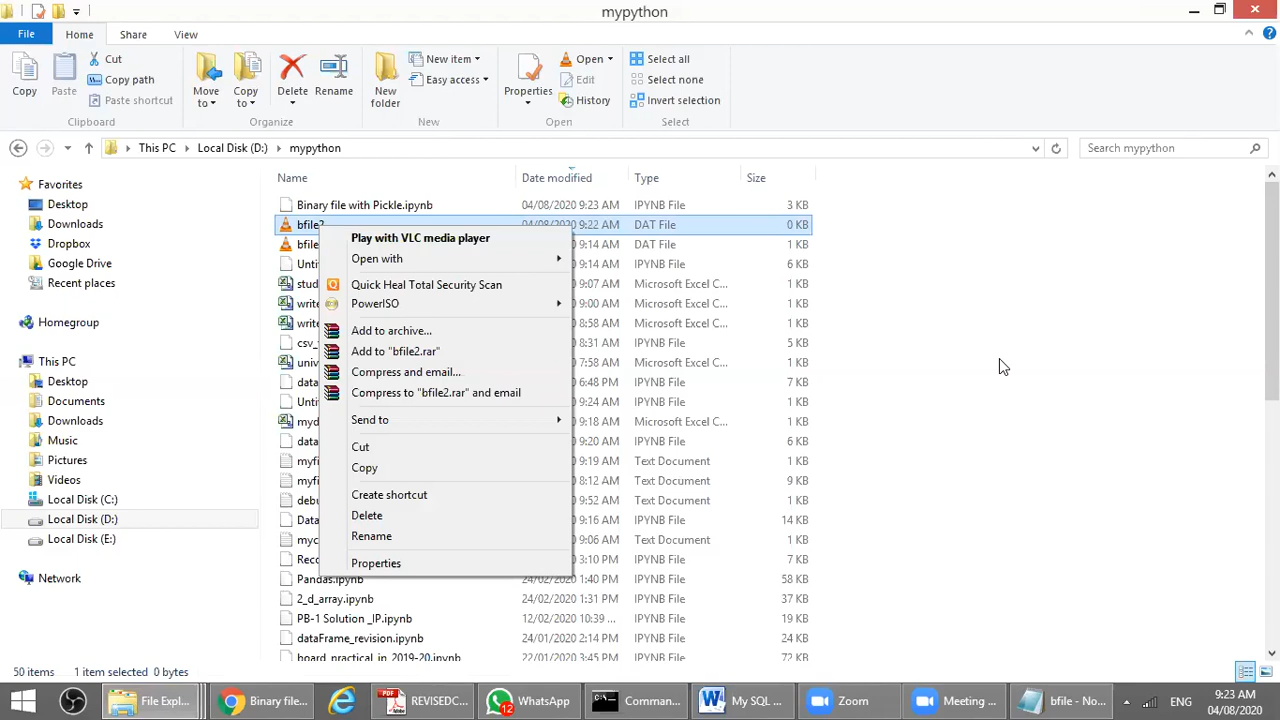 mypython
File
Home
Share
View
Copy
Paste
Cut
Copy path
Paste shortcut
Clipboard
Move to
Copy to
Delete
Rename
Organize
New folder
New item
Easy access
New
Properties
Open
Edit
History
Open
Select all
Select none
Invert selection
Select
This PC
Local Disk (D:)
mypython
Search mypython
Favorites
Desktop
Downloads
Dropbox
Google Drive
Recent places
Homegroup
This PC
Desktop
Documents
Downloads
Music
Pictures
Videos
Local Disk (C:)
Local Disk (D:)
Local Disk (E:)
Network
Name Date modified Type Size
Binary file with Pickle.ipynb 04/08/2020 9:23 AM IPYNB File 3 KB
bfile2 04/08/2020 9:22 AM DAT File 0 KB
bfile 9:14 AM DAT File 1 KB
Unti 9:14 AM IPYNB File 6 KB
stud 9:07 AM Microsoft Excel C... 1 KB
write 9:00 AM Microsoft Excel C... 1 KB
write 8:58 AM Microsoft Excel C... 1 KB
csv_ 8:31 AM IPYNB File 5 KB
univ 7:58 AM Microsoft Excel C... 1 KB
data 6:48 PM IPYNB File 7 KB
Unti 9:24 AM IPYNB File 1 KB
myd 9:18 AM Microsoft Excel C... 1 KB
data 9:20 AM IPYNB File 6 KB
myfi 9:19 AM Text Document 1 KB
myfi 8:12 AM Text Document 9 KB
debu 9:52 AM Text Document 1 KB
Data 9:16 AM IPYNB File 14 KB
myc 9:06 AM Text Document 1 KB
Reco 3:10 PM IPYNB File 7 KB
Pandas.ipynb 24/02/2020 1:40 PM IPYNB File 58 KB
2_d_array.ipynb 24/02/2020 1:31 PM IPYNB File 37 KB
PB-1 Solution _IP.ipynb 12/02/2020 10:39 ... IPYNB File 19 KB
dataFrame_revision.ipynb 24/01/2020 2:14 PM IPYNB File 24 KB
board_practical_ip_2019-20.ipynb 22/01/2020 3:45 PM IPYNB File 72 KB
Play with VLC media player
Open with
Quick Heal Total Security Scan
PowerISO
Add to archive...
Add to "bfile2.rar"
Compress and email...
Compress to "bfile2.rar" and email
Send to
Cut
Copy
Create shortcut
Delete
Rename
Properties
50 items 1 item selected 0 bytes
File Expl...
Binary file...
REVISEDC...
12
WhatsApp
Comman...
My SQL ...
Zoom
Meeting ...
bfile - No...
ENG
9:23 AM
04/08/2020